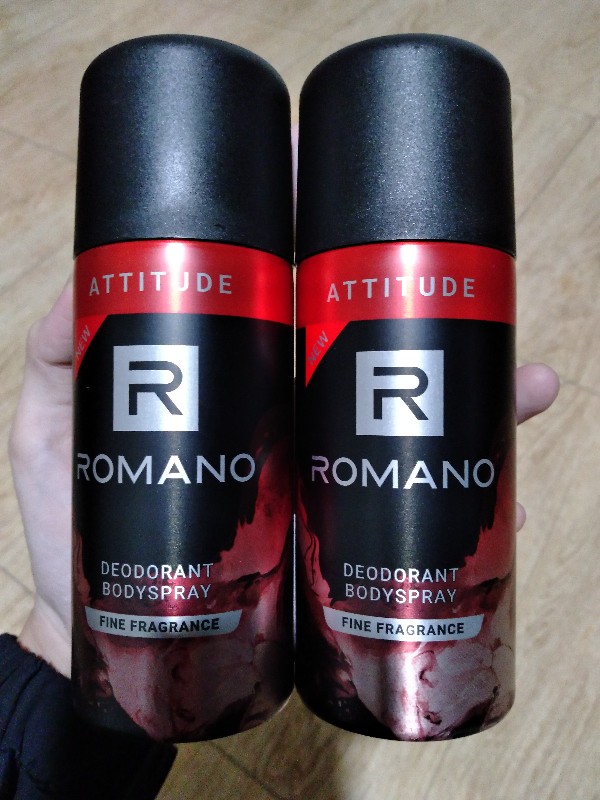 ATTITUDE
NEW
R
ROMANO
DEODORANT
BODYSPRAY
FINE FRAGRANCE
ATTITUDE
NEW
R
ROMANO
DEODORANT
BODYSPRAY
FINE FRAGRANCE